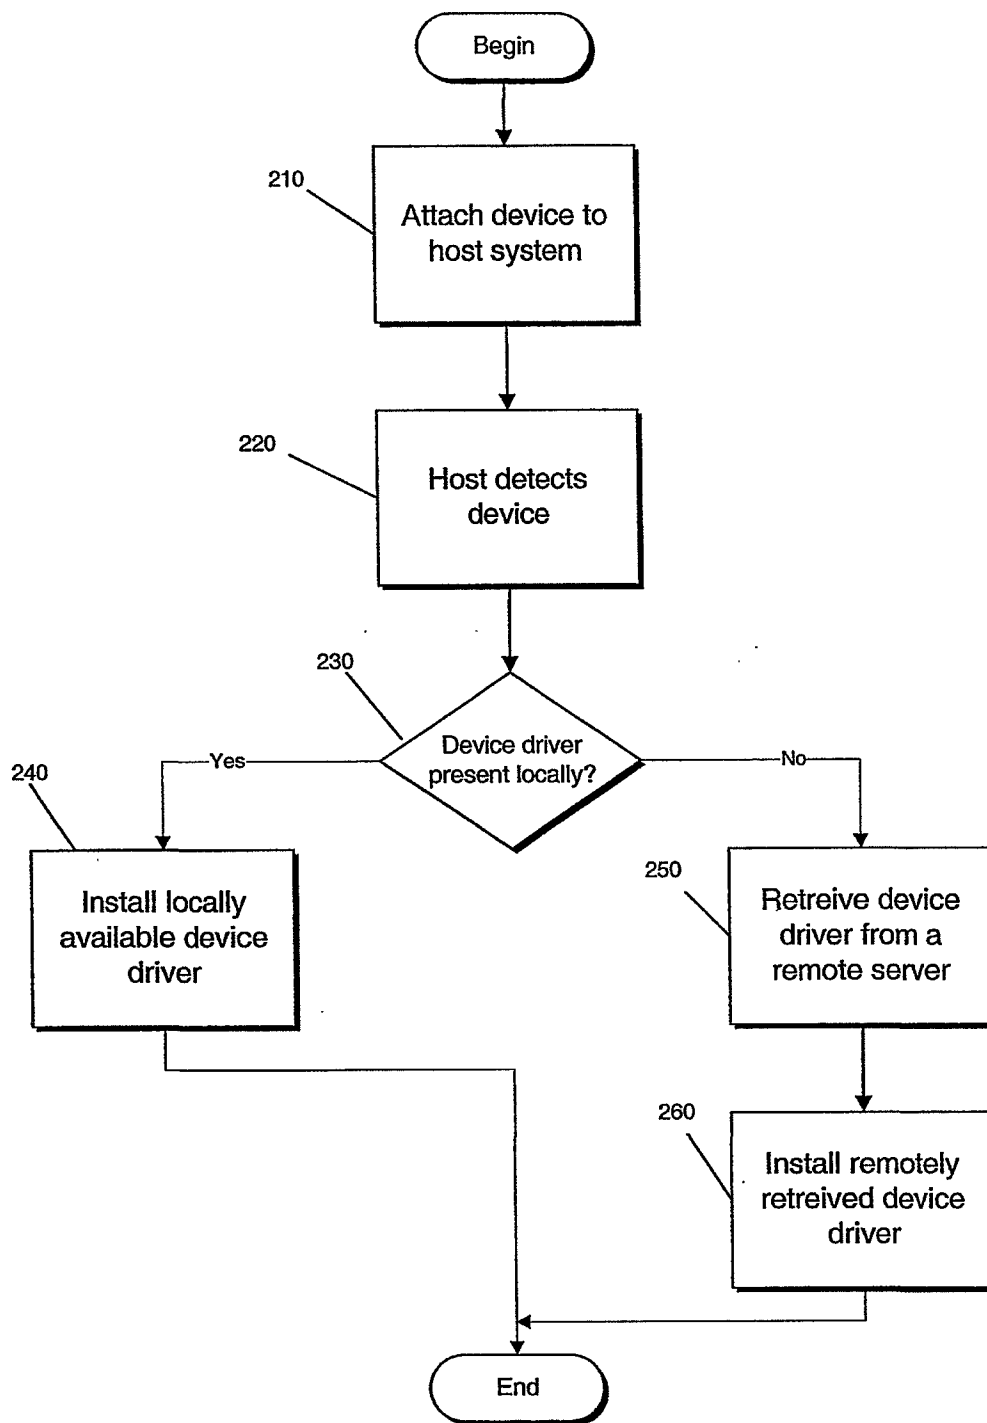 Begin
210
Attach device to
host system
220
Host detects
device
230
Device driver
present locally?
Yes
No
240
Install locally
available device
driver
250
Retreive device
driver from a
remote server
260
Install remotely
retreived device
driver
End